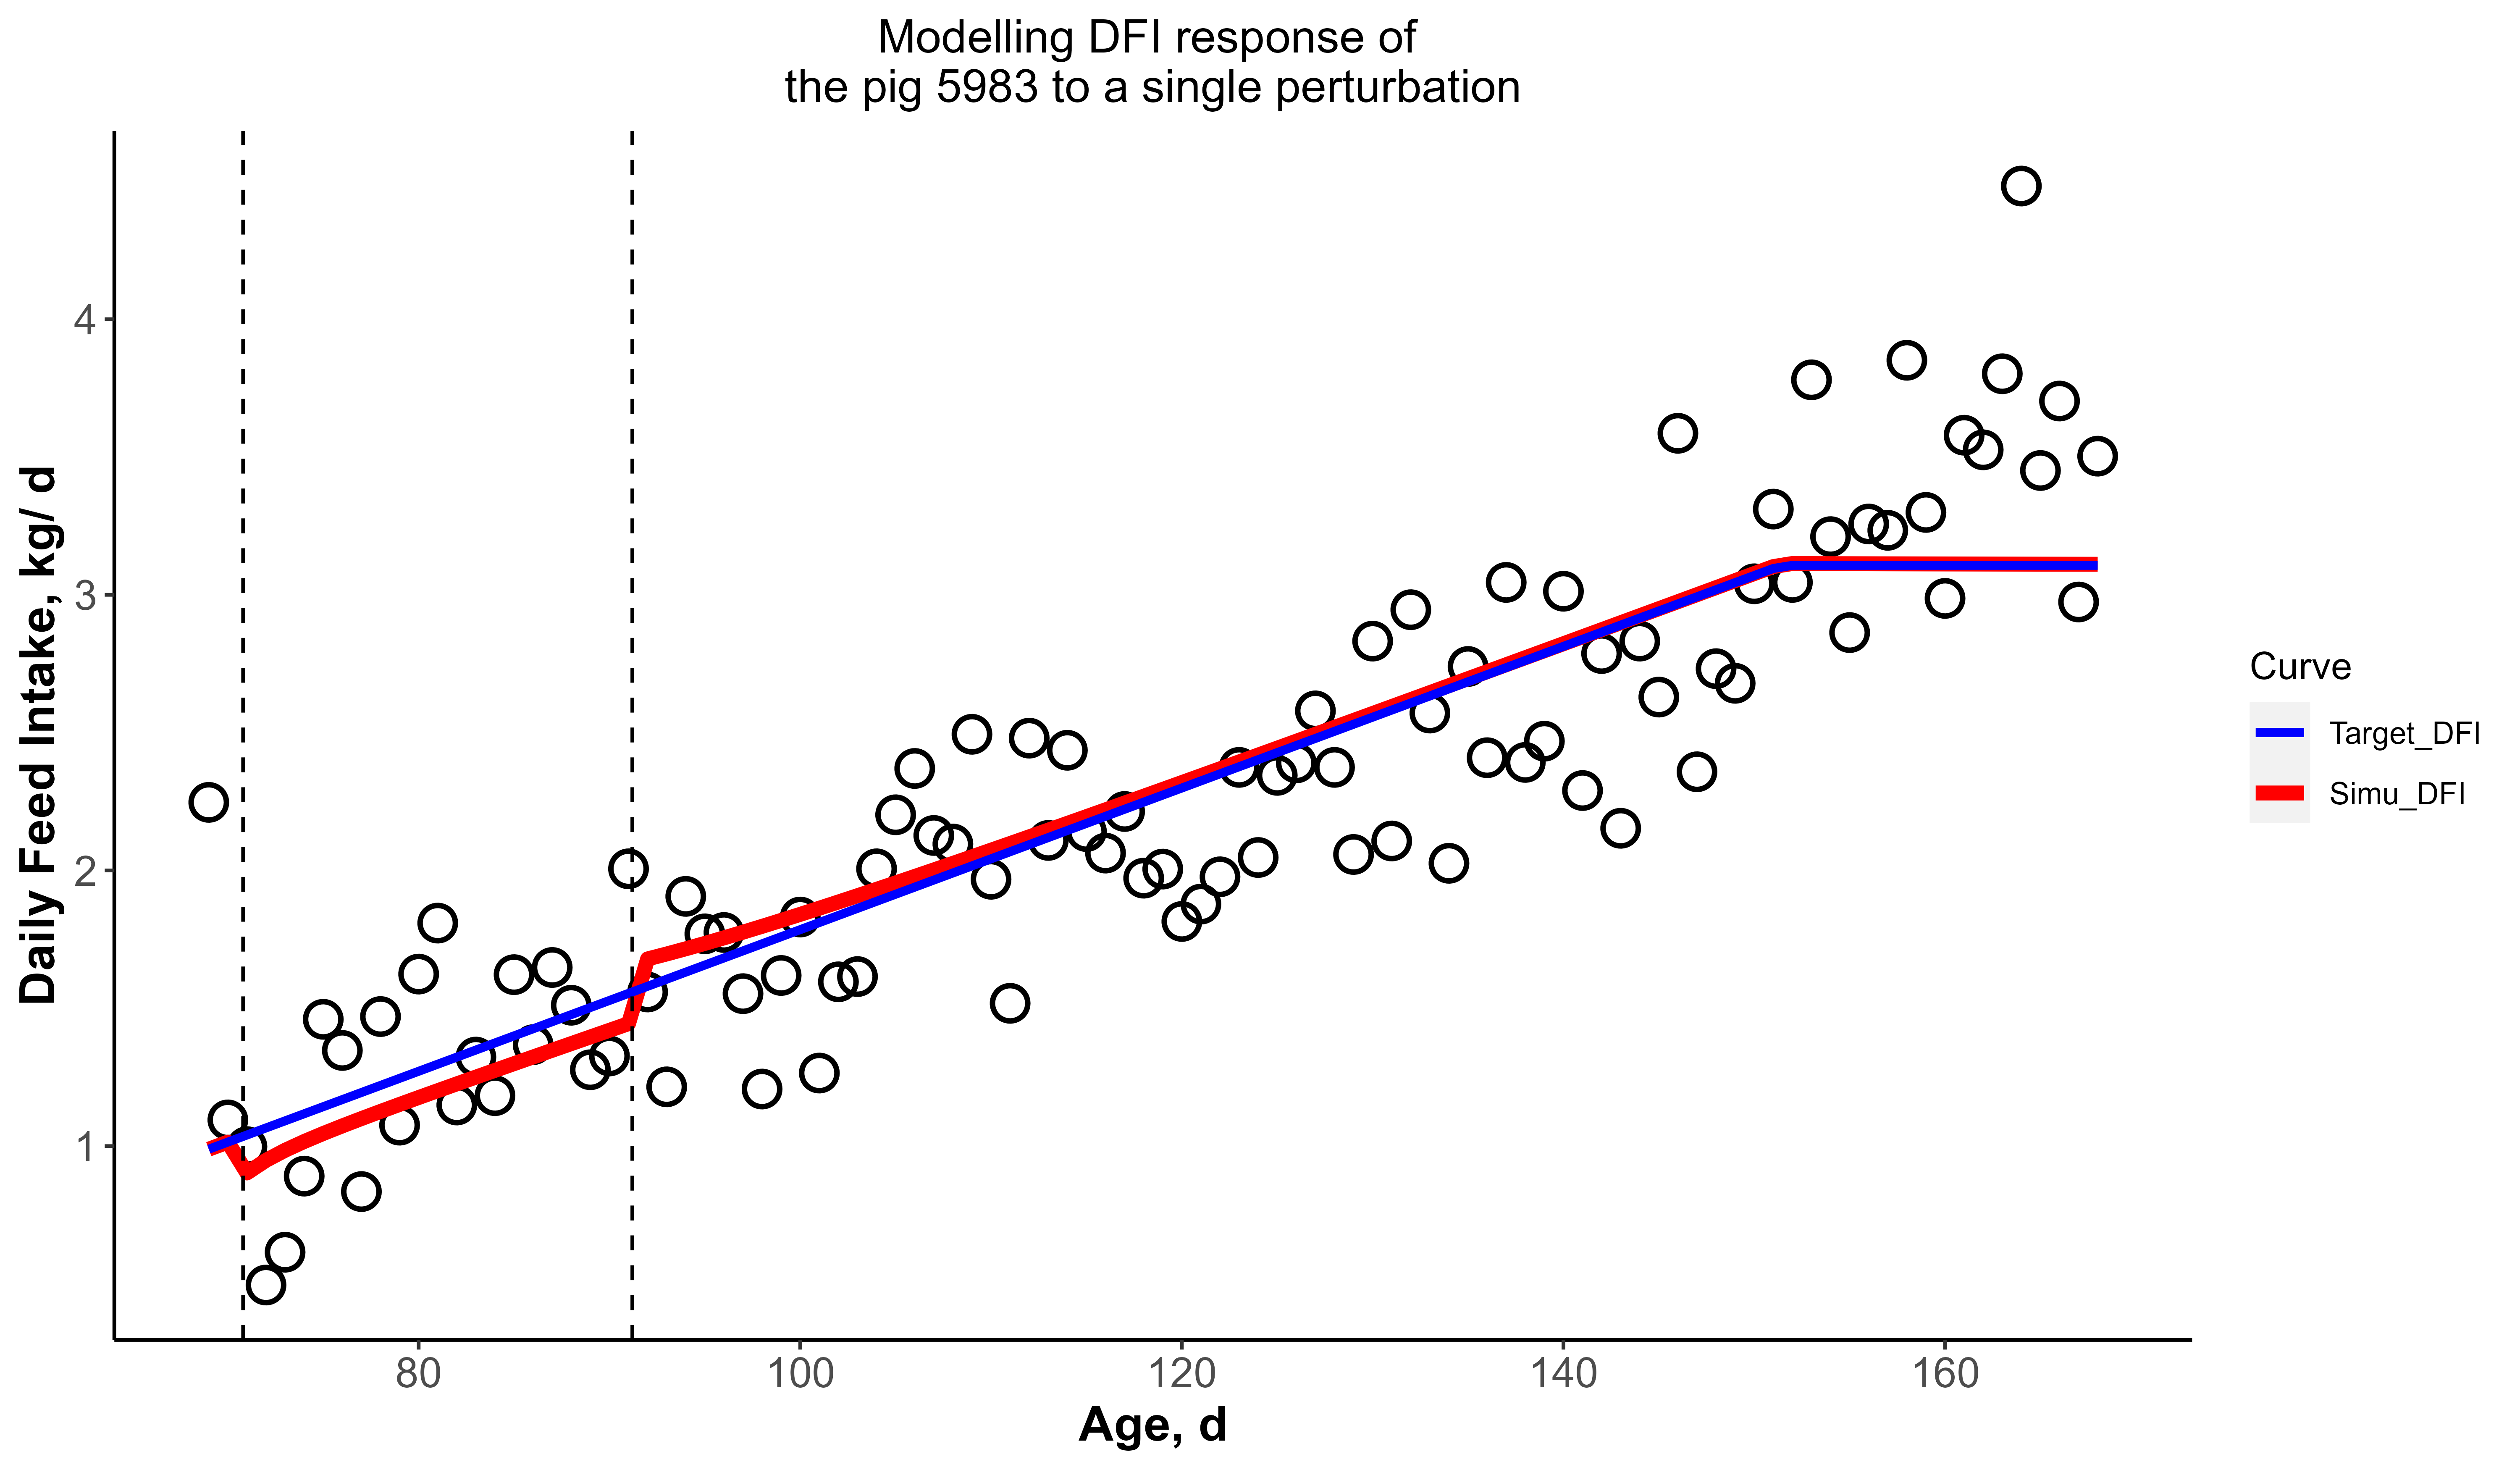 Modelling DFI response of
the pig 5983 to a single perturbation
Daily Feed Intake, kg/ d
4
3
2
1
80 100 120 140 160
Age, d
Curve
Target_DFI
Simu_DFI